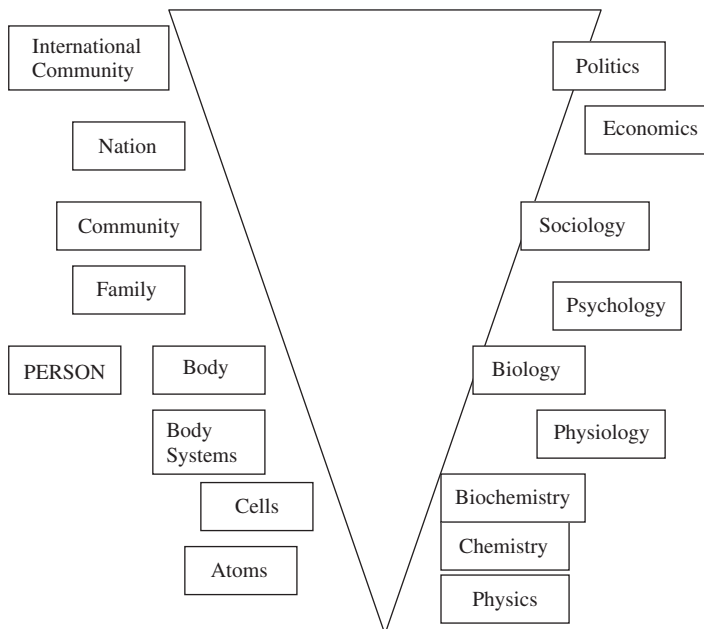 International
Community
Politics
Economics
Nation
Community
Sociology
Family
Psychology
PERSON
Body
Biology
Body
Systems
Physiology
Cells
Biochemistry
Chemistry
Atoms
Physics